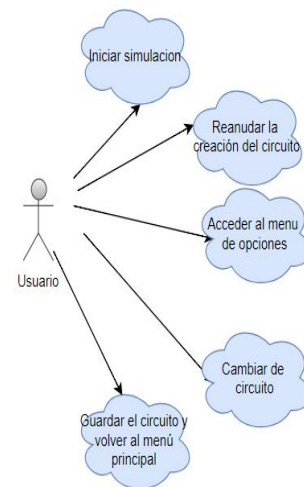 Iniciar simulacion
Reanudar la
creación del circuito
Acceder al menu
de opciones
Usuario
Cambiar de
circuito
Guardar el circuito y
volver al menú
principal